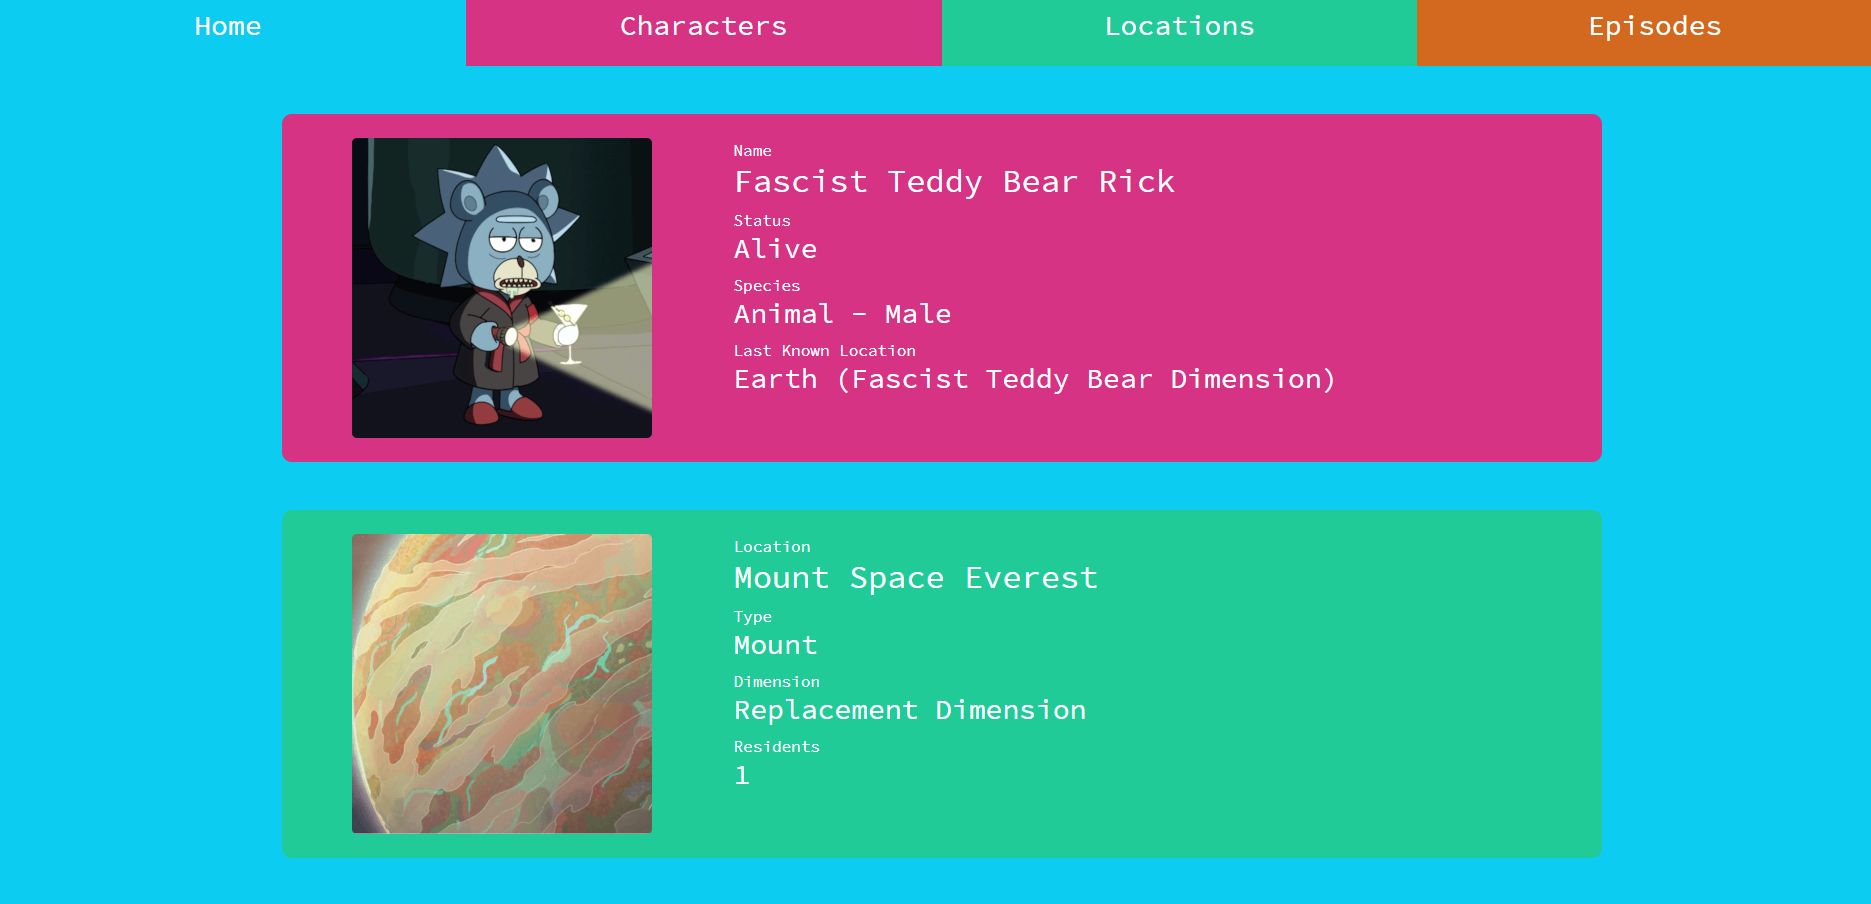 Home
Characters
Locations
Episodes
Name
Fascist Teddy Bear Rick
Status
Alive
Species
Animal - Male
Last Known Location
Earth (Fascist Teddy Bear Dimension)
Location
Mount Space Everest
Type
Mount
Dimension
Replacement Dimension
Residents
1